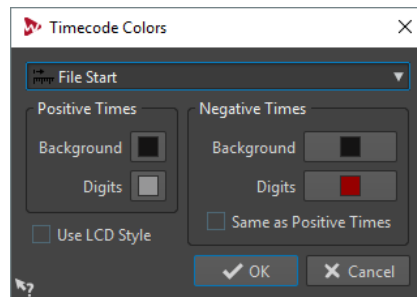 Timecode Colors
File Start
Positive Times
Negative Times
Background
Background
Digits
Digits
Same as Positive Times
Use LCD Style
OK
Cancel
?